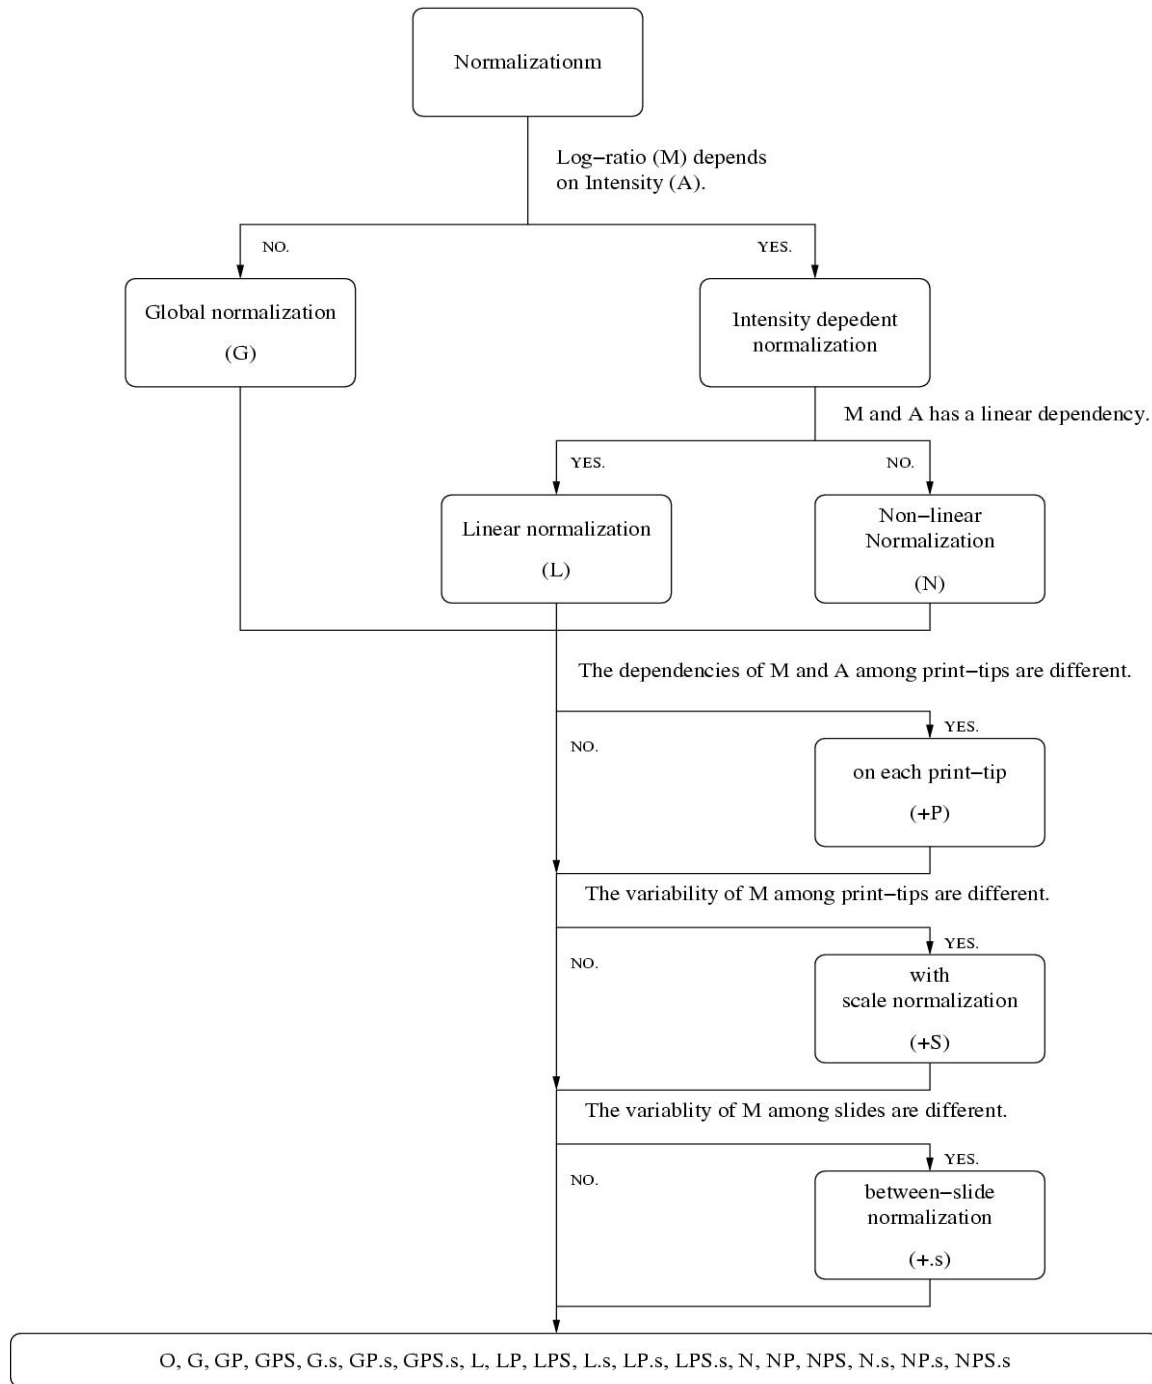 Normalizationm
Log−ratio (M) depends
on Intensity (A).
NO.
YES.
Global normalization
(G)
Intensity depedent
normalization
M and A has a linear dependency.
YES.
NO.
Linear normalization
(L)
Non−linear
Normalization
(N)
The dependencies of M and A among print−tips are different.
YES.
NO.
on each print−tip
(+P)
The variability of M among print−tips are different.
YES.
NO.
with
scale normalization
(+S)
The variablity of M among slides are different.
YES.
NO.
between−slide
normalization
(+.s)
O, G, GP, GPS, G.s, GP.s, GPS.s, L, LP, LPS, L.s, LP.s, LPS.s, N, NP, NPS, N.s, NP.s, NPS.s